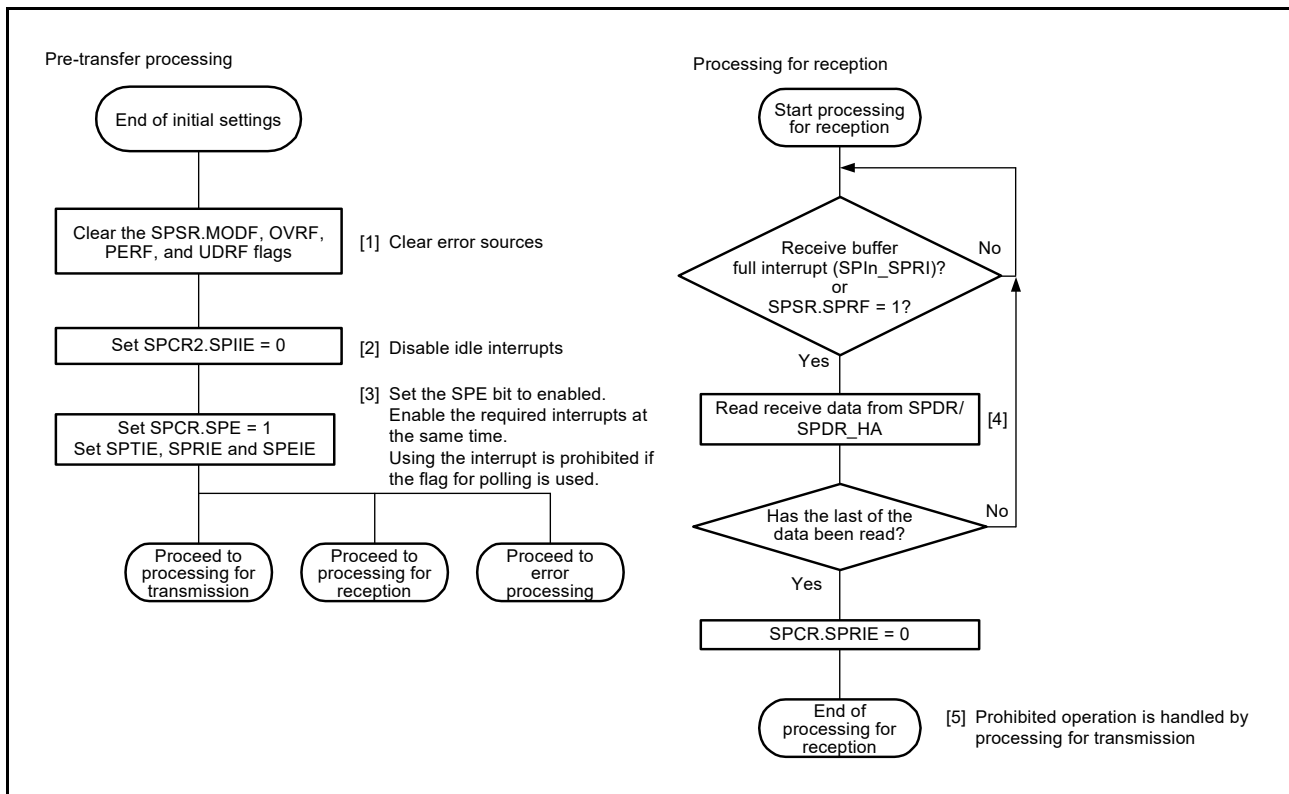 Pre-transfer processing
End of initial settings
Clear the SPSR.MODF, OVRF,
PERF, and UDRF flags
[1] Clear error sources
Set SPCR2.SPIIE = 0
[2] Disable idle interrupts
Set SPCR.SPE = 1
Set SPTIE, SPRIE and SPEIE
[3] Set the SPE bit to enabled.
Enable the required interrupts at
the same time.
Using the interrupt is prohibited if
the flag for polling is used.
Proceed to
processing for
transmission
Proceed to
processing for
reception
Proceed to
error
processing
Processing for reception
Start processing
for reception
Receive buffer
full interrupt (SPIn_SPRI)?
or
SPSR.SPRF = 1?
No
Yes
Read receive data from SPDR/
SPDR_HA
[4]
Has the last of the
data been read?
No
Yes
SPCR.SPRIE = 0
End of
processing for
reception
[5] Prohibited operation is handled by
processing for transmission